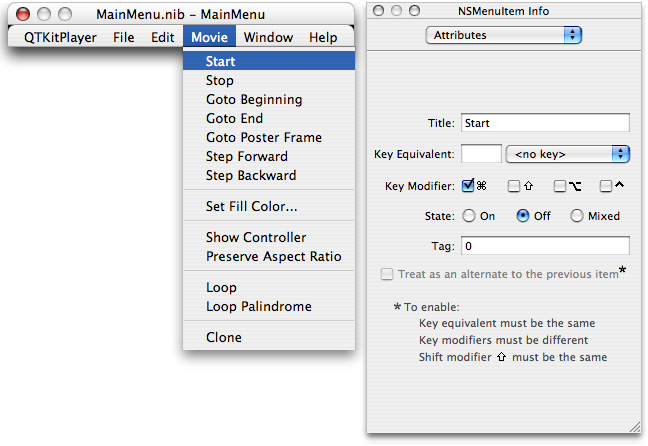 MainMenu.nib – MainMenu
QTKitPlayer File Edit Movie Window Help
Start
Stop
Goto Beginning
Goto End
Goto Poster Frame
Step Forward
Step Backward
Set Fill Color...
Show Controller
Preserve Aspect Ratio
Loop
Loop Palindrome
Clone
NSMenuItem Info
Attributes
Title: Start
Key Equivalent: <no key>
Key Modifier: ⌘ ⇧ ⌥ ^
State: On Off Mixed
Tag: 0
Treat as an alternate to the previous item*
* To enable:
Key equivalent must be the same
Key modifiers must be different
Shift modifier ⇧ must be the same